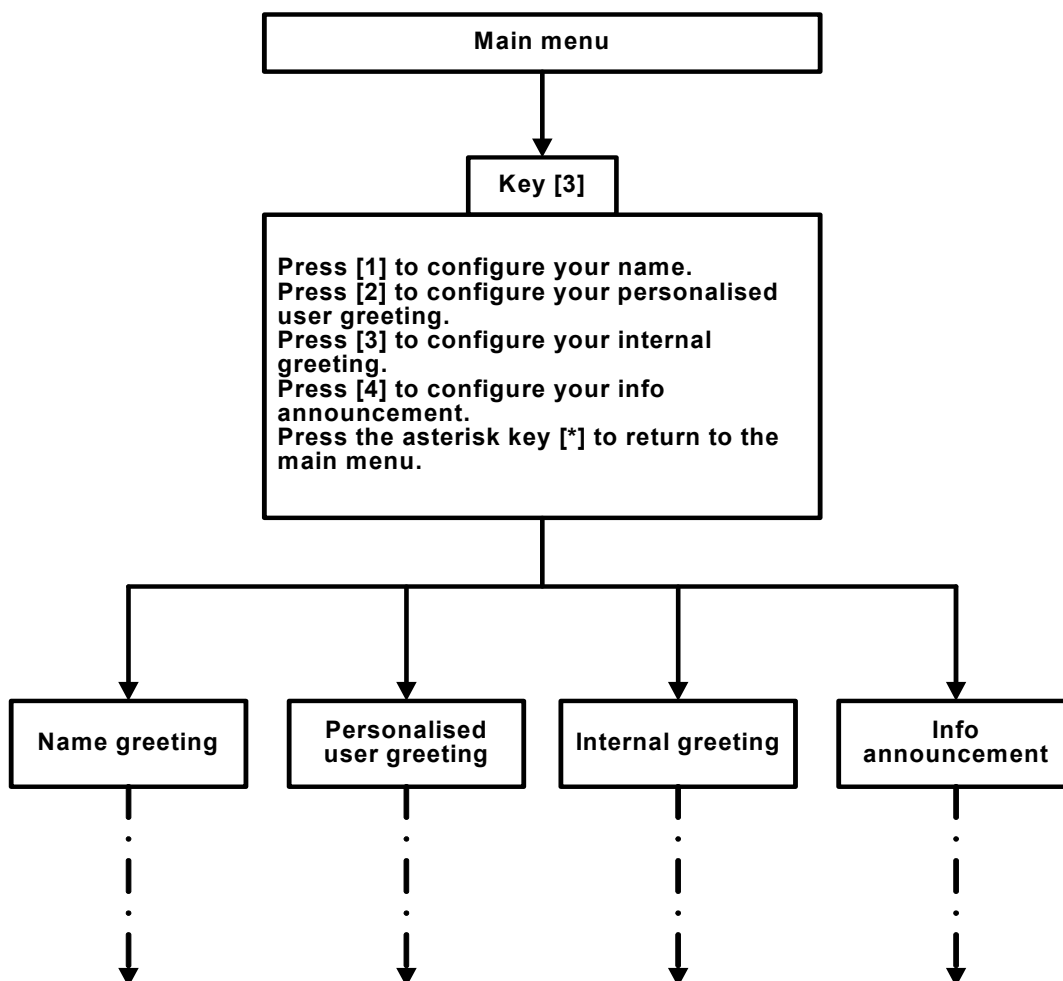 Main menu
Key [3]
Press [1] to configure your name.
Press [2] to configure your personalised
user greeting.
Press [3] to configure your internal
greeting.
Press [4] to configure your info
announcement.
Press the asterisk key [*] to return to the
main menu.
Name greeting
Personalised
user greeting
Internal greeting
Info
announcement